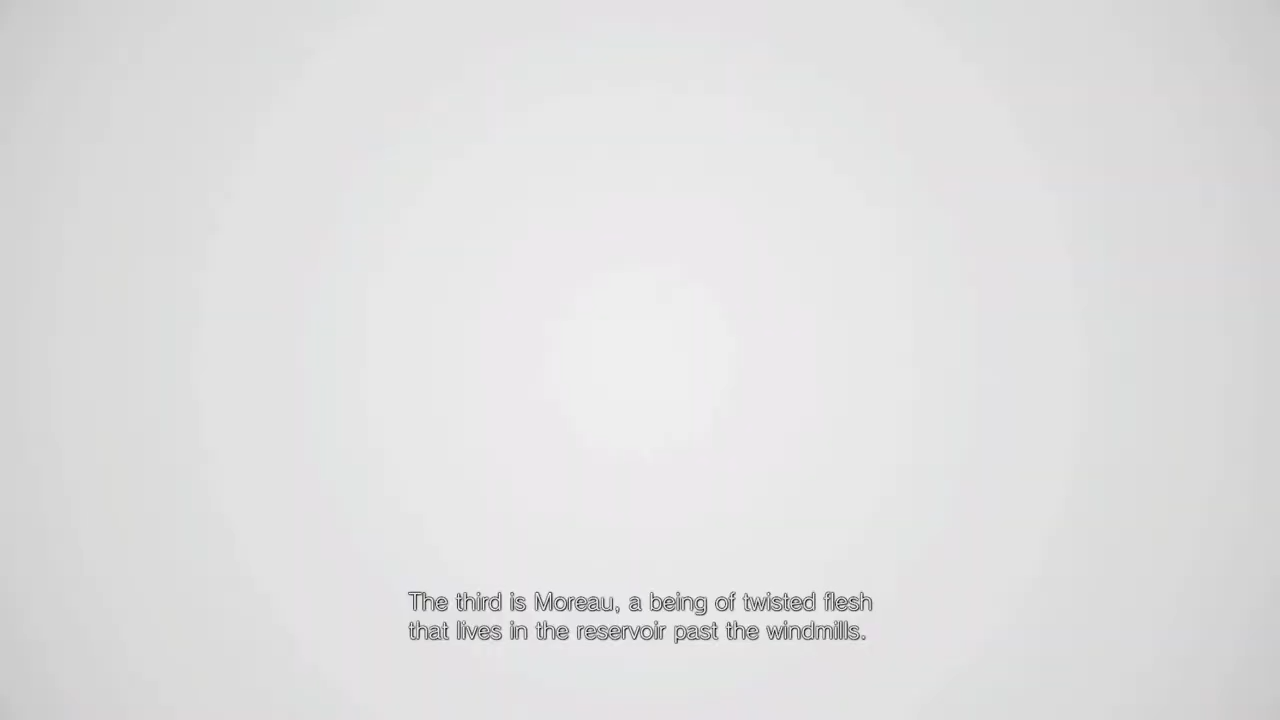 The third is Moreau, a being of twisted flesh
that lives in the reservoir past the windmills.